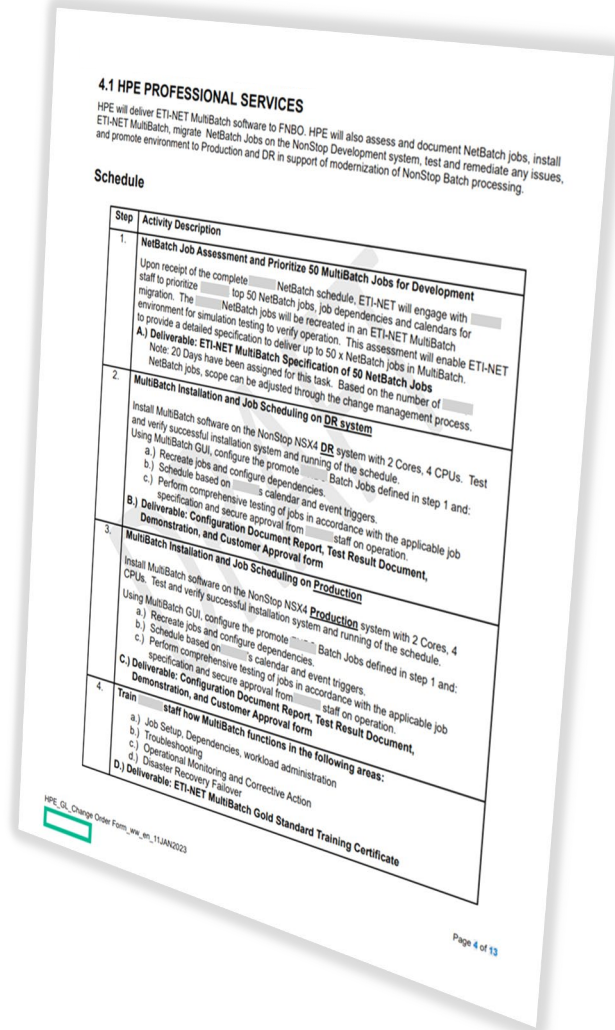 4.1 HPE PROFESSIONAL SERVICES
HPE will deliver ETI-NET MultiBatch software to FNBO. HPE will also assess and document NetBatch jobs, install
ETI-NET MultiBatch, migrate NetBatch Jobs on the NonStop Development system, test and remediate any issues,
and promote environment to Production and DR in support of modernization of NonStop Batch processing.
Schedule
Step Activity Description
1. NetBatch Job Assessment and Prioritize 50 MultiBatch Jobs for Development
Upon receipt of the complete NetBatch schedule, ETI-NET will engage with
staff to prioritize top 50 NetBatch jobs, job dependencies and calendars for
migration. The NetBatch jobs will be recreated in an ETI-NET MultiBatch
environment for simulation testing to verify operation. This assessment will enable ETI-NET
to provide a detailed specification to deliver up to 50 x NetBatch jobs in MultiBatch.
A.) Deliverable: ETI-NET MultiBatch Specification of 50 NetBatch Jobs
Note: 20 Days have been assigned for this task. Based on the number of
NetBatch jobs, scope can be adjusted through the change management process.
2. MultiBatch Installation and Job Scheduling on DR system
Install MultiBatch software on the NonStop NSX4 DR system with 2 Cores, 4 CPUs. Test
and verify successful installation system and running of the schedule.
Using MultiBatch GUI, configure the promote Batch Jobs defined in step 1 and:
a.) Recreate jobs and configure dependencies.
b.) Schedule based on s calendar and event triggers.
c.) Perform comprehensive testing of jobs in accordance with the applicable job
specification and secure approval from staff on operation.
B.) Deliverable: Configuration Document Report, Test Result Document,
Demonstration, and Customer Approval form
3. MultiBatch Installation and Job Scheduling on Production
Install MultiBatch software on the NonStop NSX4 Production system with 2 Cores, 4
CPUs. Test and verify successful installation system and running of the schedule.
Using MultiBatch GUI, configure the promote Batch Jobs defined in step 1 and:
a.) Recreate jobs and configure dependencies.
b.) Schedule based on 's calendar and event triggers.
c.) Perform comprehensive testing of jobs in accordance with the applicable job
specification and secure approval from staff on operation.
C.) Deliverable: Configuration Document Report, Test Result Document,
Demonstration, and Customer Approval form
4. Train staff how MultiBatch functions in the following areas:
a.) Job Setup, Dependencies, workload administration
b.) Troubleshooting
c.) Operational Monitoring and Corrective Action
d.) Disaster Recovery Failover
D.) Deliverable: ETI-NET MultiBatch Gold Standard Training Certificate
HPE_GL_Change Order Form_ww_en_11JAN2023
Page 4 of 13